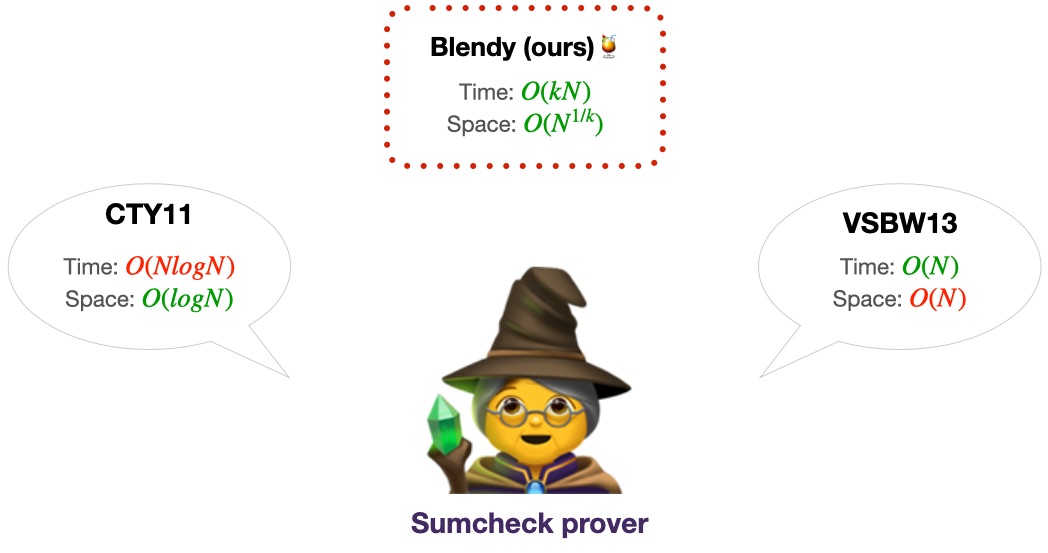 Blendy (ours)🍹
Time: O(kN)
Space: O(N^{1/k})
CTY11
Time: O(NlogN)
Space: O(logN)
VSBW13
Time: O(N)
Space: O(N)
Sumcheck prover